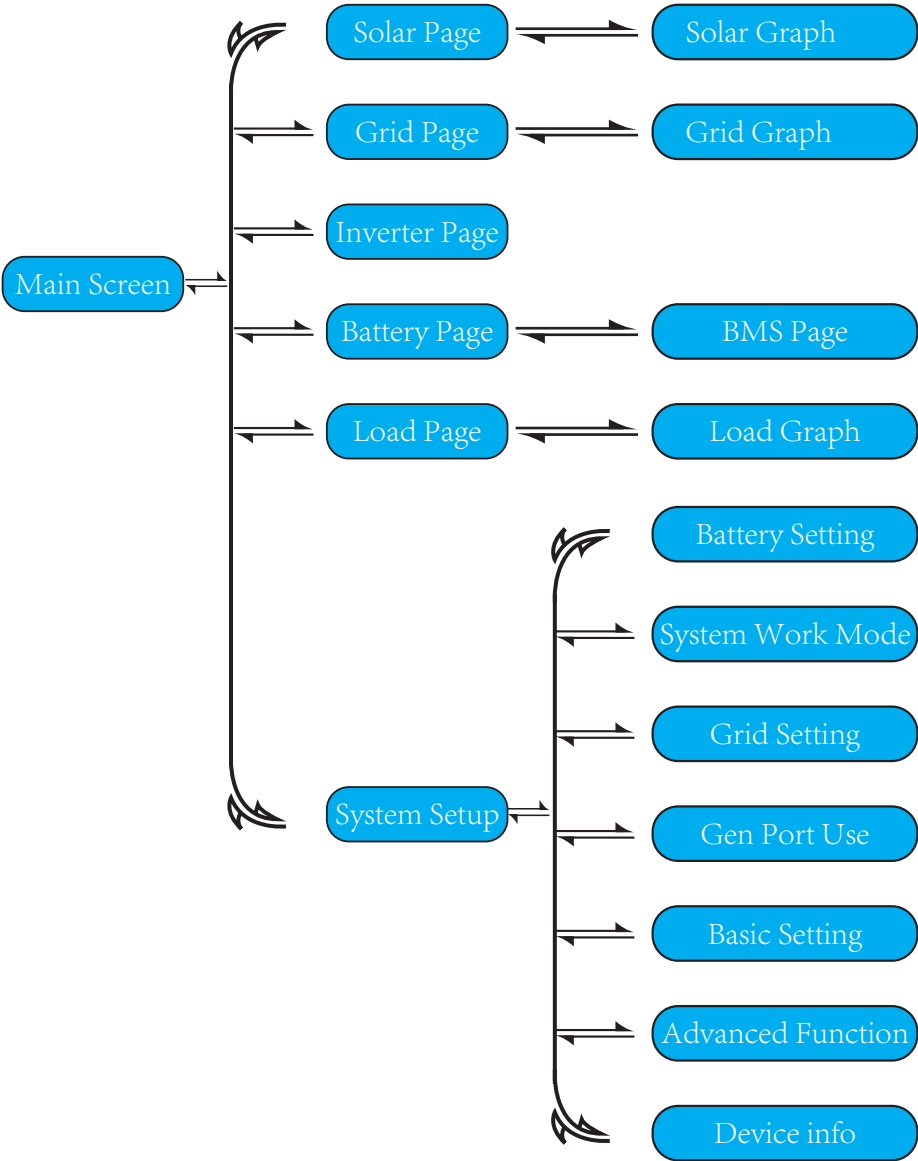 Solar Page
Solar Graph
Grid Page
Grid Graph
Inverter Page
Main Screen
Battery Page
BMS Page
Load Page
Load Graph
Battery Setting
System Work Mode
Grid Setting
System Setup
Gen Port Use
Basic Setting
Advanced Function
Device info